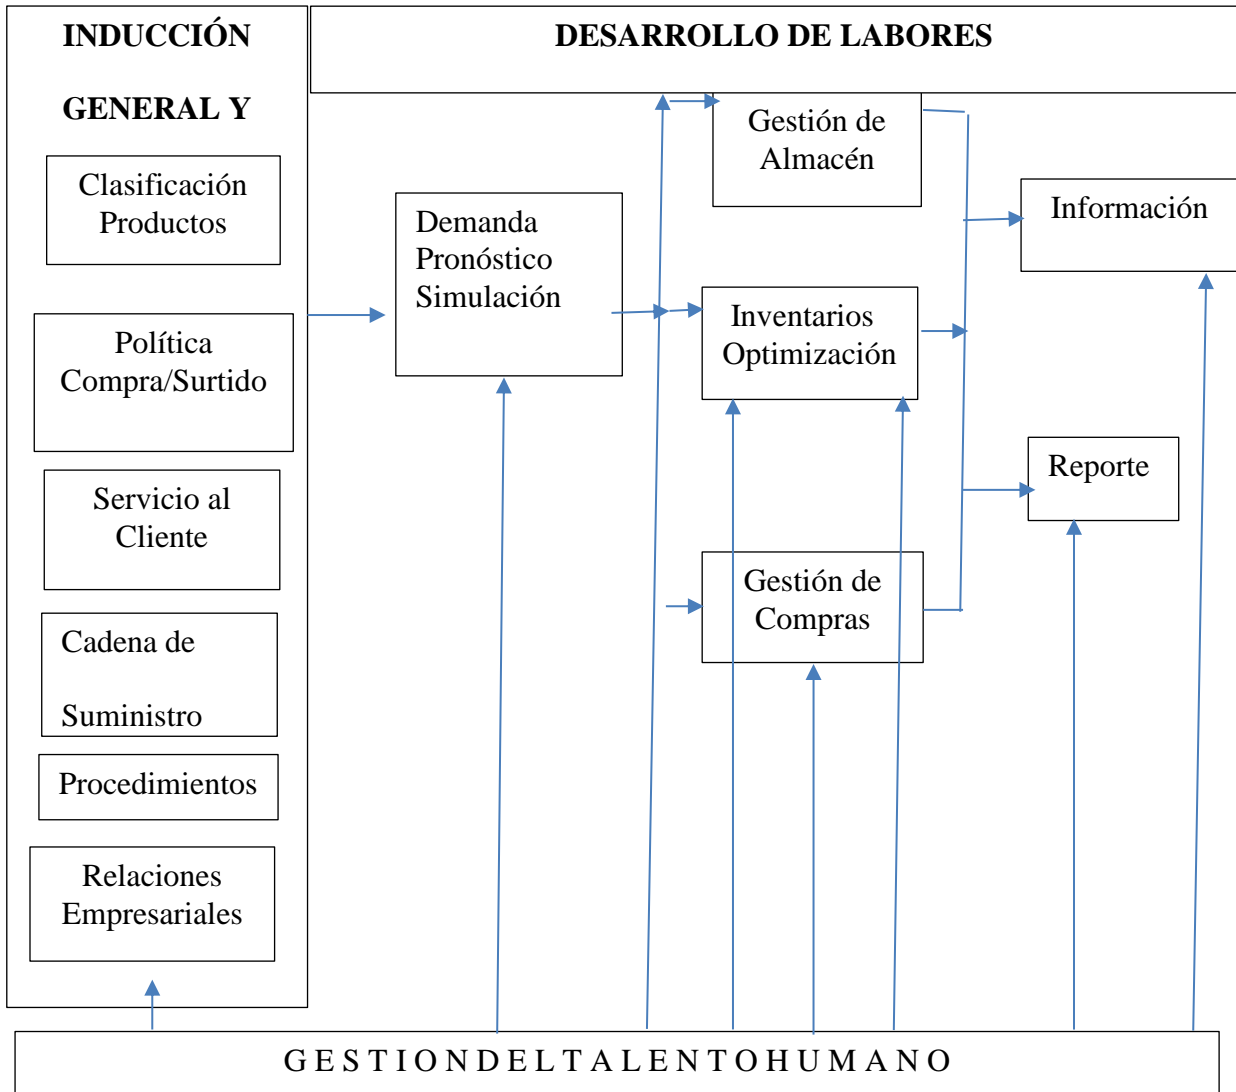 INDUCCIÓN
GENERAL Y
Clasificación
Productos
Política
Compra/Surtido
Servicio al
Cliente
Cadena de
Suministro
Procedimientos
Relaciones
Empresariales
DESARROLLO DE LABORES
Demanda
Pronóstico
Simulación
Gestión de
Almacén
Inventarios
Optimización
Gestión de
Compras
Información
Reporte
G E S T I O N D E L T A L E N T O H U M A N O